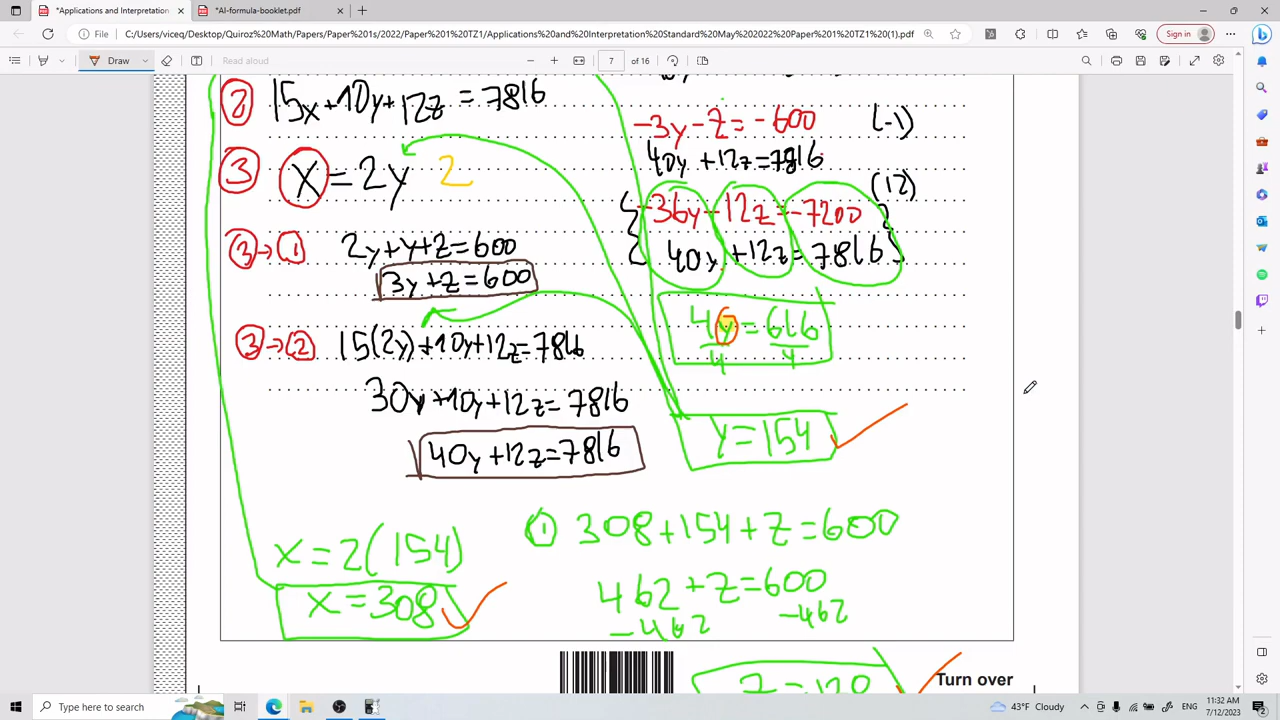 *Applications and Interpretation
*AI-formula-booklet.pdf
File
C:/Users/viceq/Desktop/Quiroz%20Math/Papers/Paper%201s/2022/Paper%201%20TZ1/Applications%20and%20Interpretation%20Standard%20May%202022%20Paper%201%20TZ1%20(1).pdf
Sign in
Read aloud
Draw
7 of 16
② 15x+10y+12z = 7816
③ x = 2y 2
③→① 2y+y+z=600
3y+z=600
③→② 15(2y)+10y+12z=7816
30y+10y+12z=7816
40y+12z=7816
x=2(154)
x=308
-3y-z=-600 (-1)
40y+12z=7816 (12)
-36y-12z=-7200
40y+12z=7816
4y=616
4 4
y=154
① 308+154+z=600
462+z=600
-462 -462
Turn over
Type here to search
43°F Cloudy
ENG
11:32 AM
7/12/2023